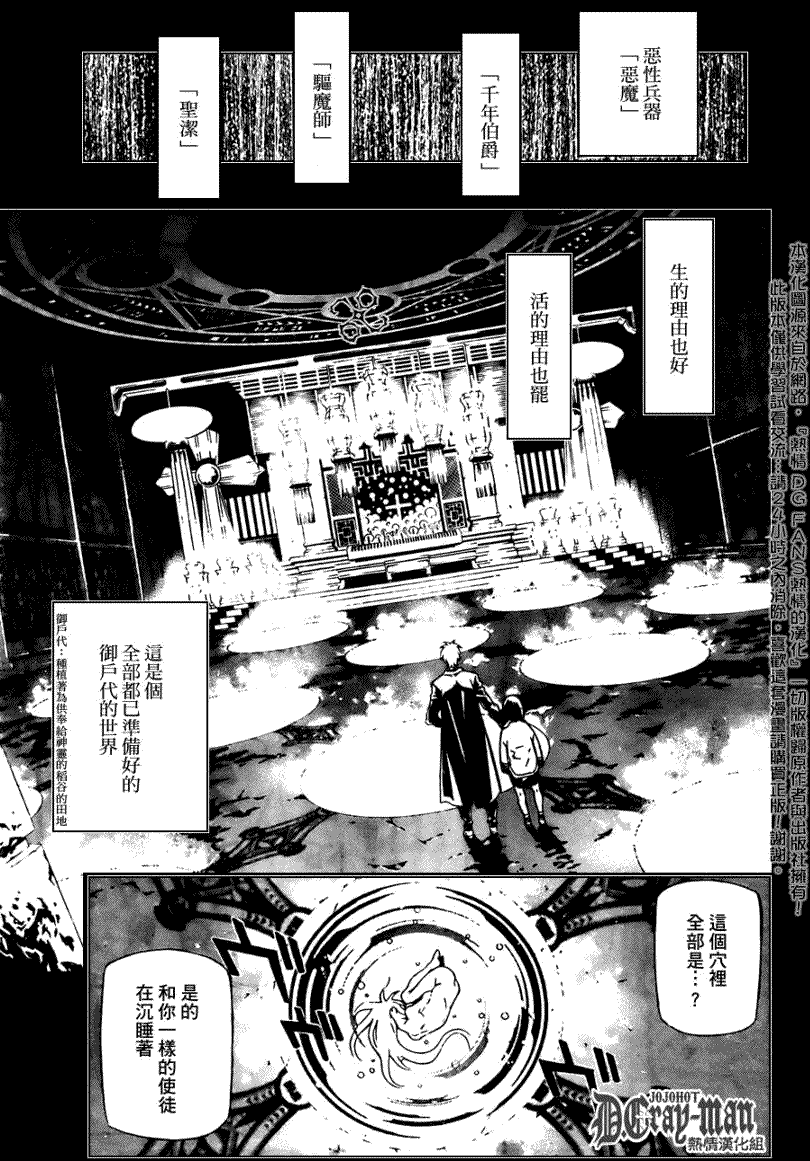 惡性兵器
「惡魔」
「千年伯爵」
「驅魔師」
「聖潔」
生的理由也好
活的理由也罷
這是個
全部都已準備好的
御戶代的世界
御戶代：種植著為供奉給神靈的稻谷的田地
這個穴裡
全部是…？
是的
和你一樣的使徒
在沉睡著
ドクン
ドクン
JOJOHOT
D.Gray-man
熱情漢化組
本漢化圖源來自於網路，『熱情DC FANS熱情的漢化』一切版權歸原作者與出版社擁有！
此版本僅供學習試看交流：請24小時之內消除。喜歡這套漫畫請購買正版！謝謝。